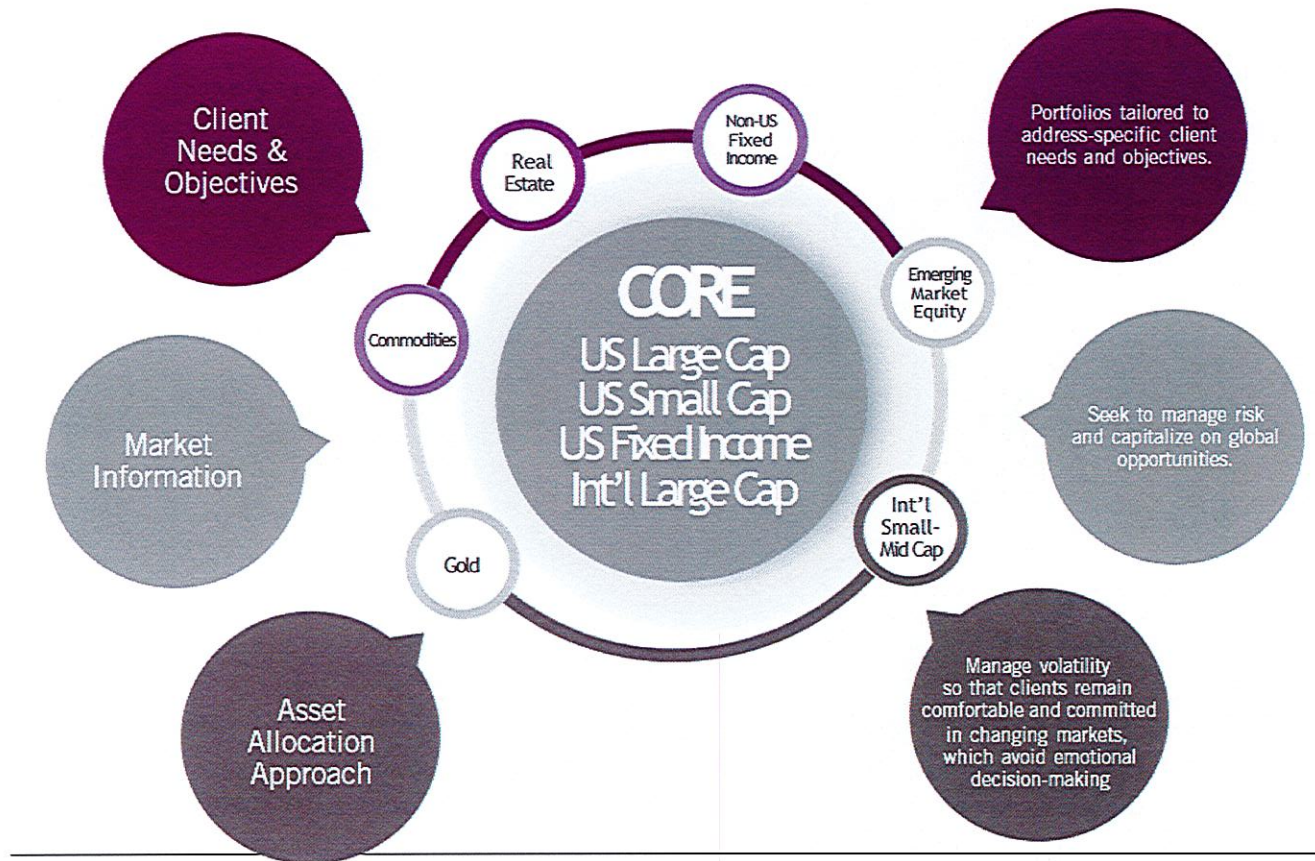 Client
Needs &
Objectives
Market
Information
Asset
Allocation
Approach
Real
Estate
Non-US
Fixed
Income
Commodities
Emerging
Market
Equity
Gold
Int'l
Small-
Mid Cap
CORE
US Large Cap
US Small Cap
US Fixed Income
Int'l Large Cap
Portfolios tailored to
address-specific client
needs and objectives.
Seek to manage risk
and capitalize on global
opportunities.
Manage volatility
so that clients remain
comfortable and committed
in changing markets,
which avoid emotional
decision-making